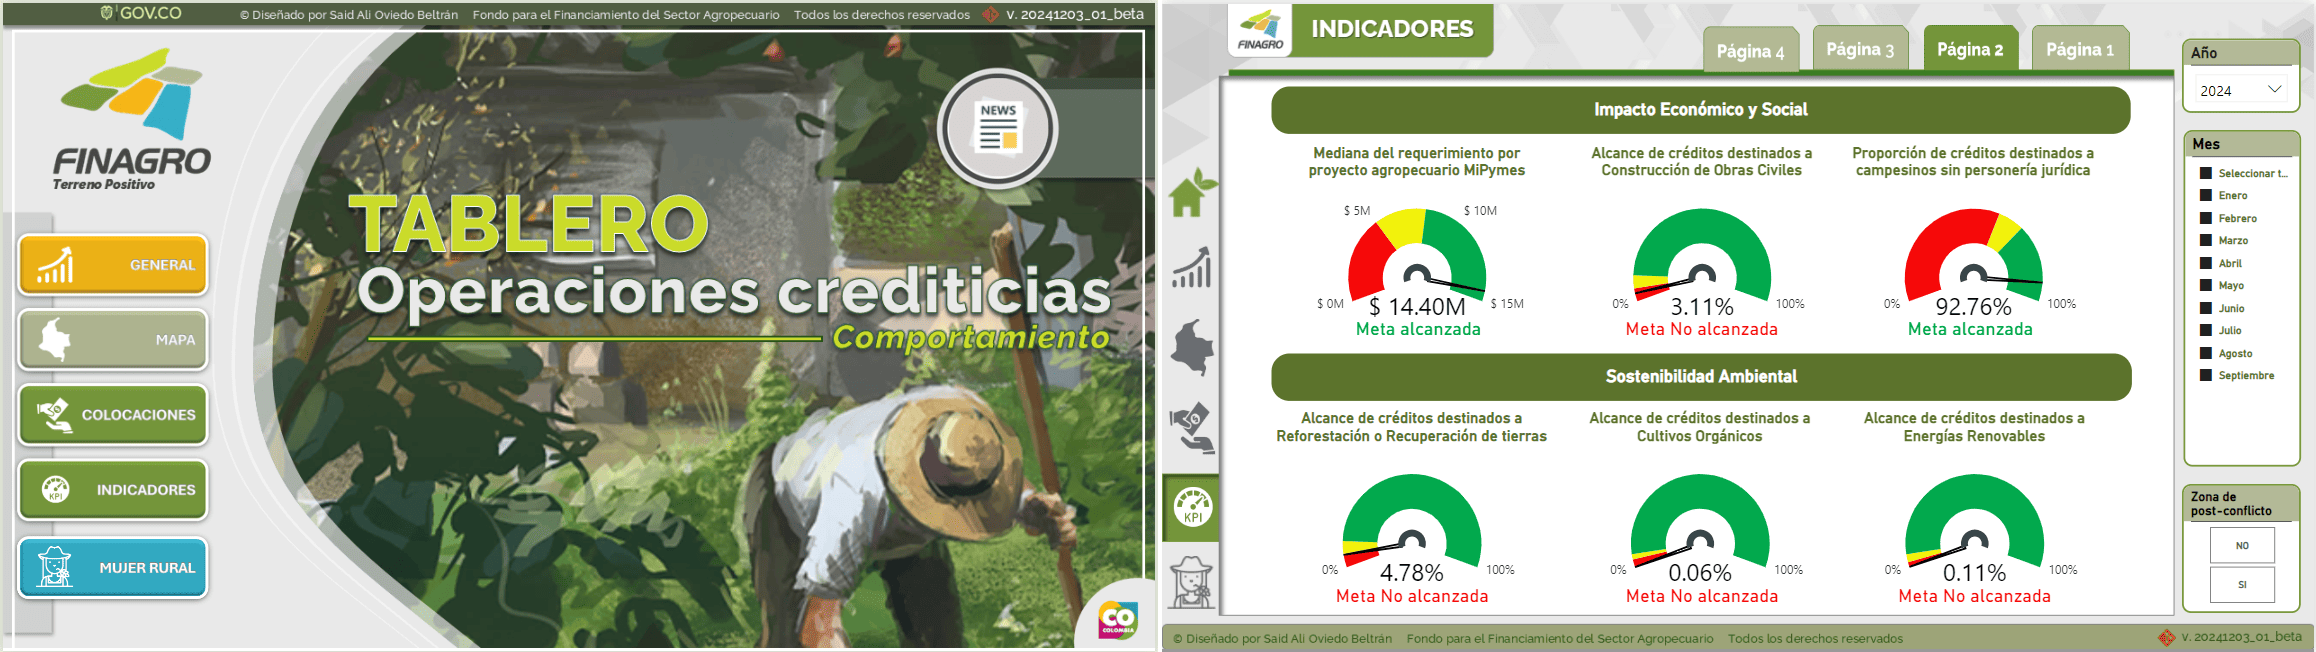 GOV.CO
© Diseñado por Said Ali Oviedo Beltrán Fondo para el Financiamiento del Sector Agropecuario Todos los derechos reservados v. 20241203_01_beta
FINAGRO
Terreno Positivo
NEWS
TABLERO
Operaciones crediticias
Comportamiento
GENERAL
MAPA
COLOCACIONES
KPI
INDICADORES
MUJER RURAL
CO
COLOMBIA
FINAGRO
INDICADORES
Página 4
Página 3
Página 2
Página 1
Impacto Económico y Social
Mediana del requerimiento por
proyecto agropecuario MiPymes
$ 5M
$ 10M
$ 0M
$ 14.40M
$ 15M
Meta alcanzada
Alcance de créditos destinados a
Construcción de Obras Civiles
0%
3.11%
100%
Meta No alcanzada
Proporción de créditos destinados a
campesinos sin personería jurídica
0%
92.76%
100%
Meta alcanzada
Sostenibilidad Ambiental
Alcance de créditos destinados a
Reforestación o Recuperación de tierras
0%
4.78%
100%
Meta No alcanzada
Alcance de créditos destinados a
Cultivos Orgánicos
0%
0.06%
100%
Meta No alcanzada
Alcance de créditos destinados a
Energías Renovables
0%
0.11%
100%
Meta No alcanzada
KPI
Año
2024
Mes
Seleccionar t...
Enero
Febrero
Marzo
Abril
Mayo
Junio
Julio
Agosto
Septiembre
Zona de
post-conflicto
NO
SI
© Diseñado por Said Ali Oviedo Beltrán Fondo para el Financiamiento del Sector Agropecuario Todos los derechos reservados
v. 20241203_01_beta